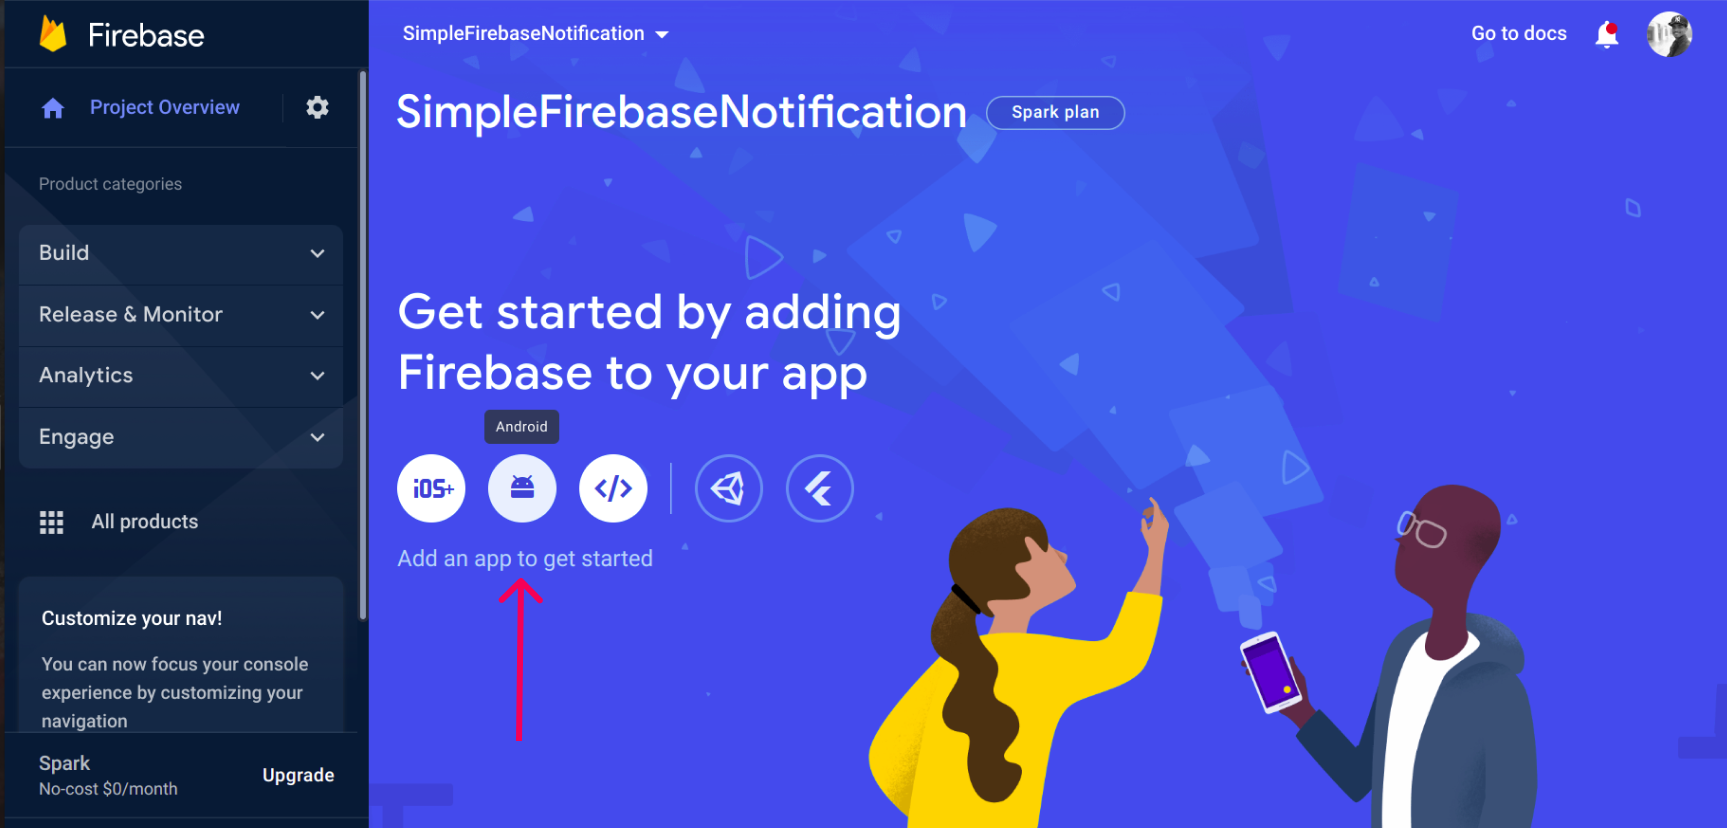 Firebase
Project Overview
Product categories
Build
Release & Monitor
Analytics
Engage
All products
Customize your nav!
You can now focus your console
experience by customizing your
navigation
Spark
No-cost $0/month
Upgrade
SimpleFirebaseNotification
Go to docs
SimpleFirebaseNotification
Spark plan
Get started by adding
Firebase to your app
Android
iOS+
</>
Add an app to get started